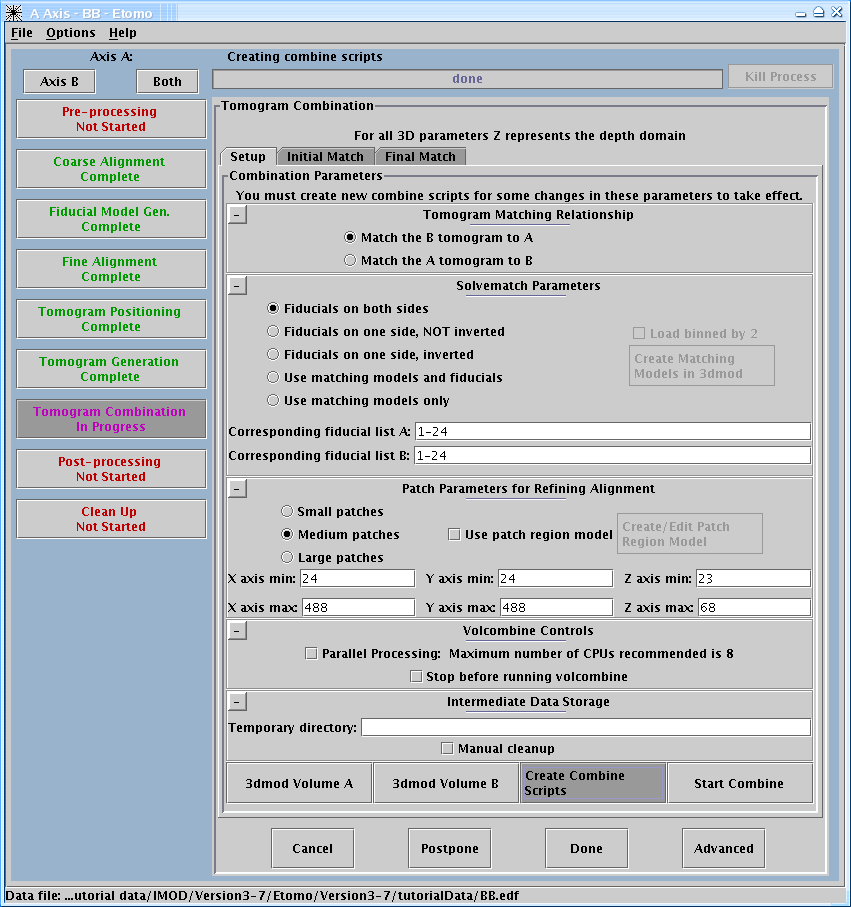 A Axis - BB - Etomo
File Options Help
Axis A:
Creating combine scripts
Axis B
Both
done
Kill Process
Pre-processing
Not Started
Coarse Alignment
Complete
Fiducial Model Gen.
Complete
Fine Alignment
Complete
Tomogram Positioning
Complete
Tomogram Generation
Complete
Tomogram Combination
In Progress
Post-processing
Not Started
Clean Up
Not Started
Tomogram Combination
For all 3D parameters Z represents the depth domain
Setup
Initial Match
Final Match
Combination Parameters
You must create new combine scripts for some changes in these parameters to take effect.
- Tomogram Matching Relationship
Match the B tomogram to A
Match the A tomogram to B
- Solvematch Parameters
Fiducials on both sides
Fiducials on one side, NOT inverted
Fiducials on one side, inverted
Use matching models and fiducials
Use matching models only
Load binned by 2
Create Matching
Models in 3dmod
Corresponding fiducial list A: 1-24
Corresponding fiducial list B: 1-24
- Patch Parameters for Refining Alignment
Small patches
Medium patches
Large patches
Use patch region model
Create/Edit Patch
Region Model
X axis min: 24 Y axis min: 24 Z axis min: 23
X axis max: 488 Y axis max: 488 Z axis max: 68
- Volcombine Controls
Parallel Processing: Maximum number of CPUs recommended is 8
Stop before running volcombine
- Intermediate Data Storage
Temporary directory:
Manual cleanup
3dmod Volume A
3dmod Volume B
Create Combine
Scripts
Start Combine
Cancel
Postpone
Done
Advanced
Data file: ...utorial data/IMOD/Version3-7/Etomo/Version3-7/tutorialData/BB.edf